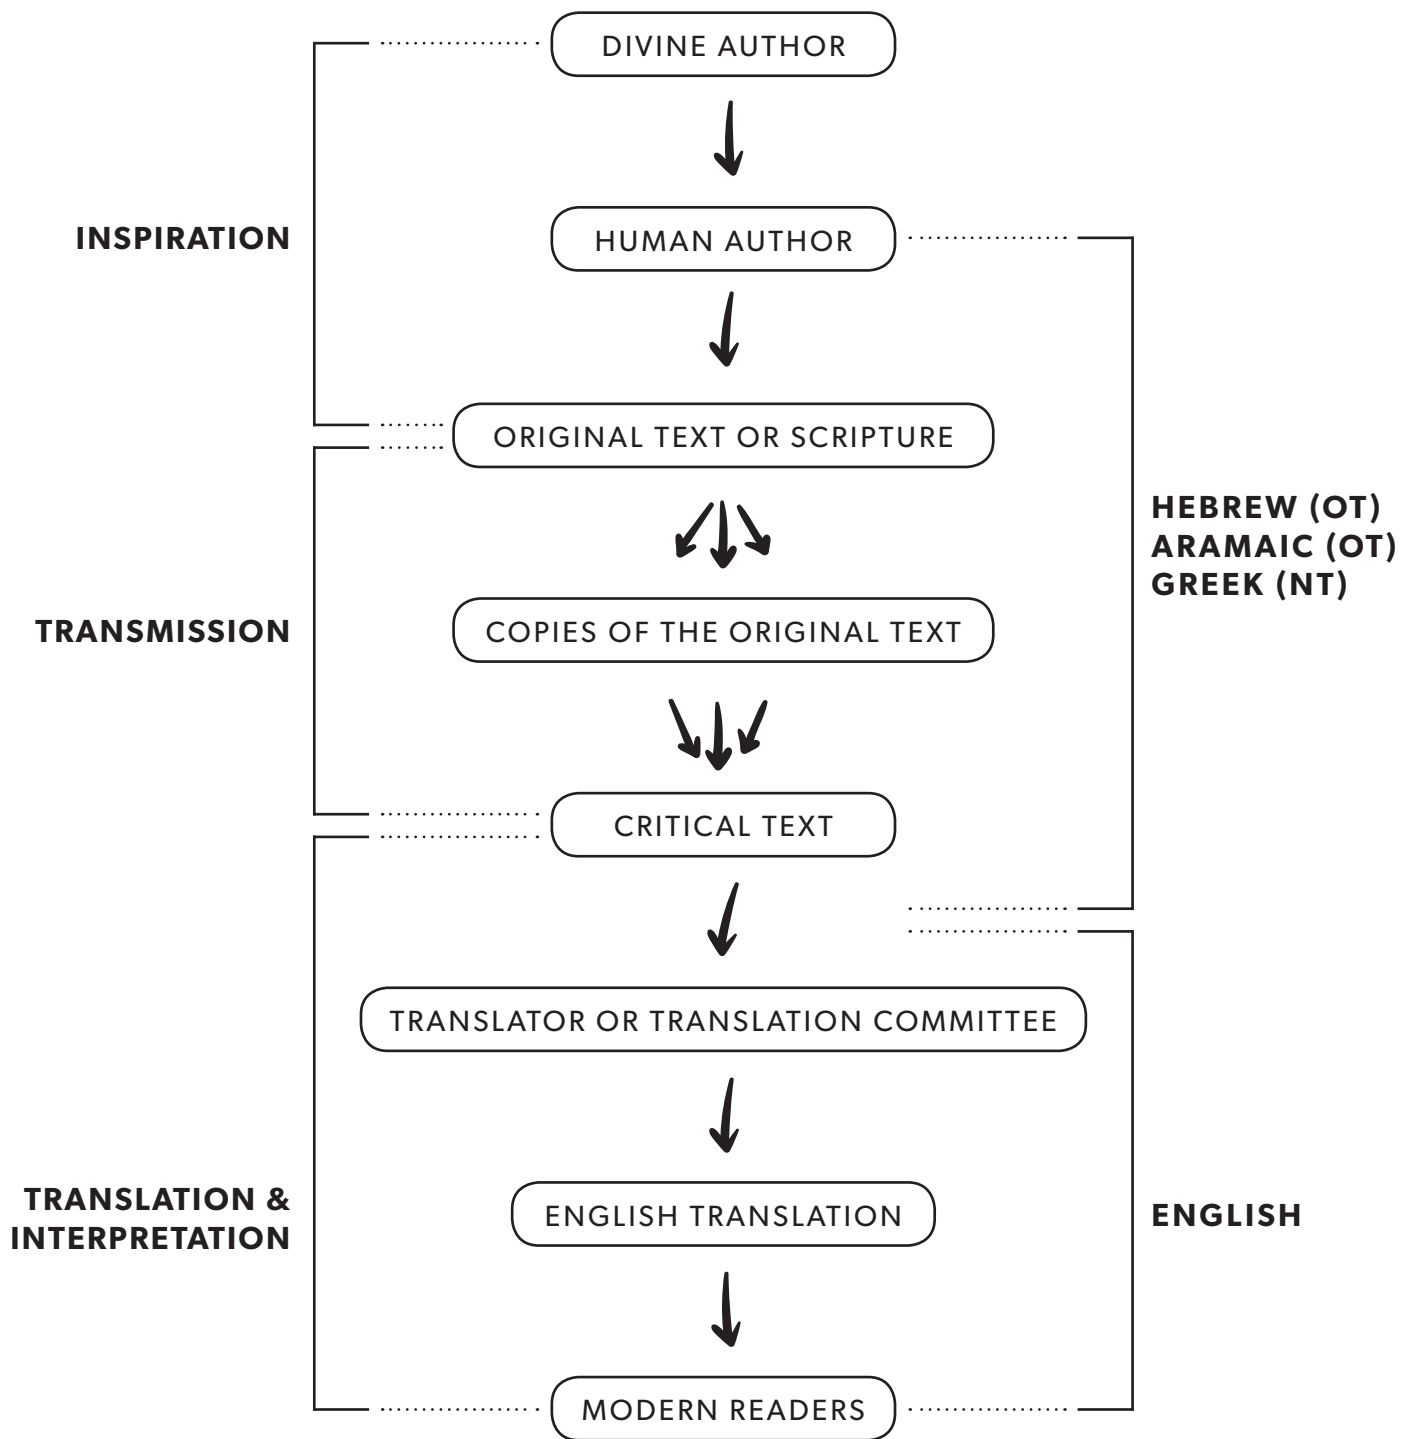 DIVINE AUTHOR
INSPIRATION
HUMAN AUTHOR
ORIGINAL TEXT OR SCRIPTURE
HEBREW (OT)
ARAMAIC (OT)
GREEK (NT)
TRANSMISSION
COPIES OF THE ORIGINAL TEXT
CRITICAL TEXT
TRANSLATOR OR TRANSLATION COMMITTEE
TRANSLATION &
INTERPRETATION
ENGLISH TRANSLATION
ENGLISH
MODERN READERS